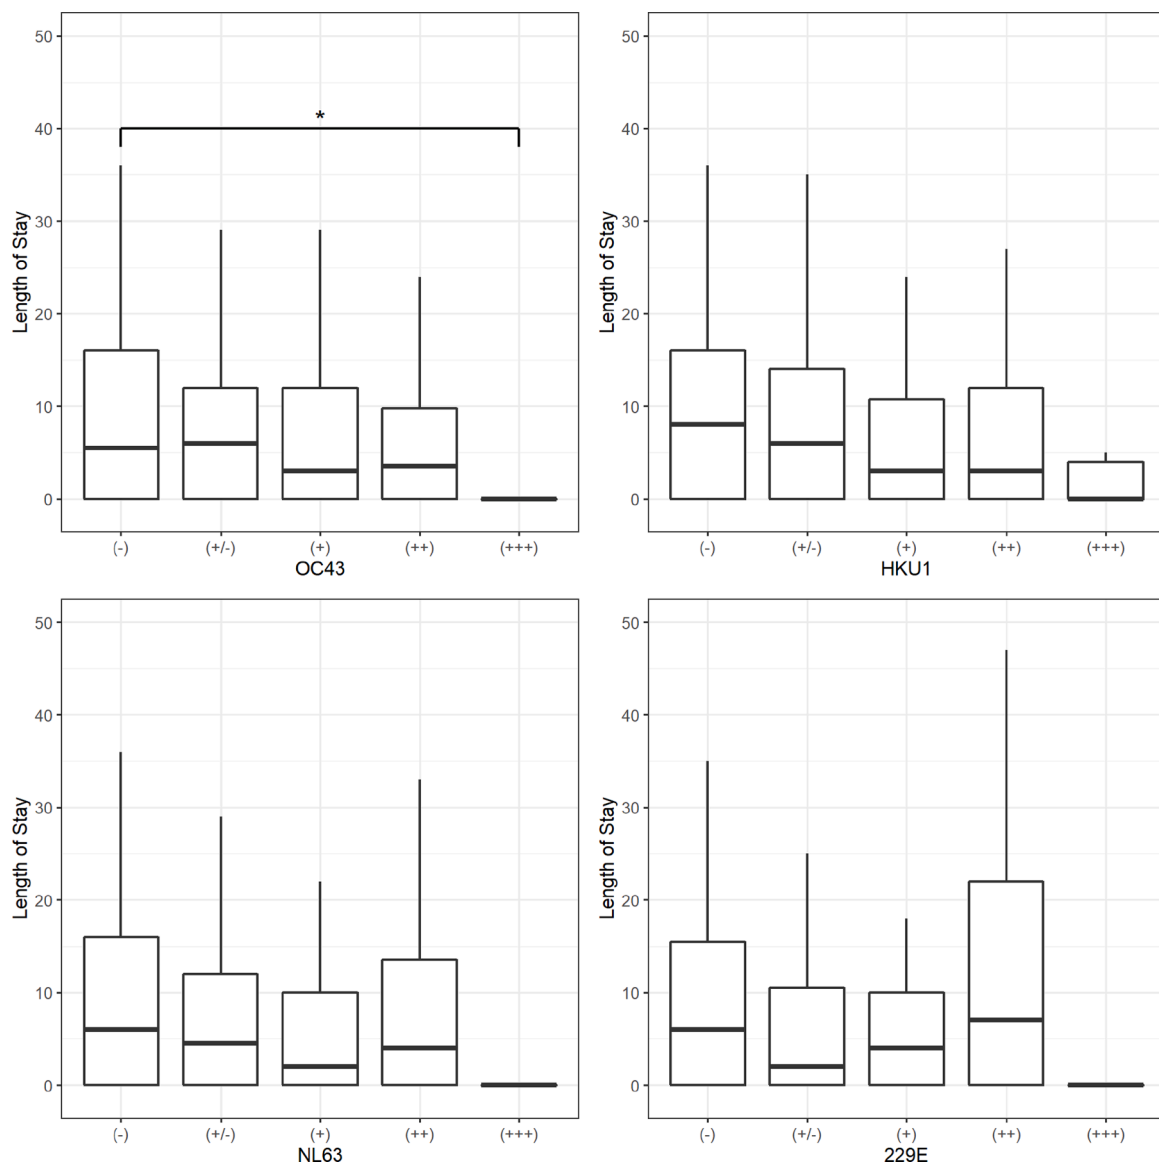 Length of Stay
50
40
30
20
10
0
*
(-) (+/-) (+) (++) (+++)
OC43
Length of Stay
50
40
30
20
10
0
(-) (+/-) (+) (++) (+++)
HKU1
Length of Stay
50
40
30
20
10
0
(-) (+/-) (+) (++) (+++)
NL63
Length of Stay
50
40
30
20
10
0
(-) (+/-) (+) (++) (+++)
229E